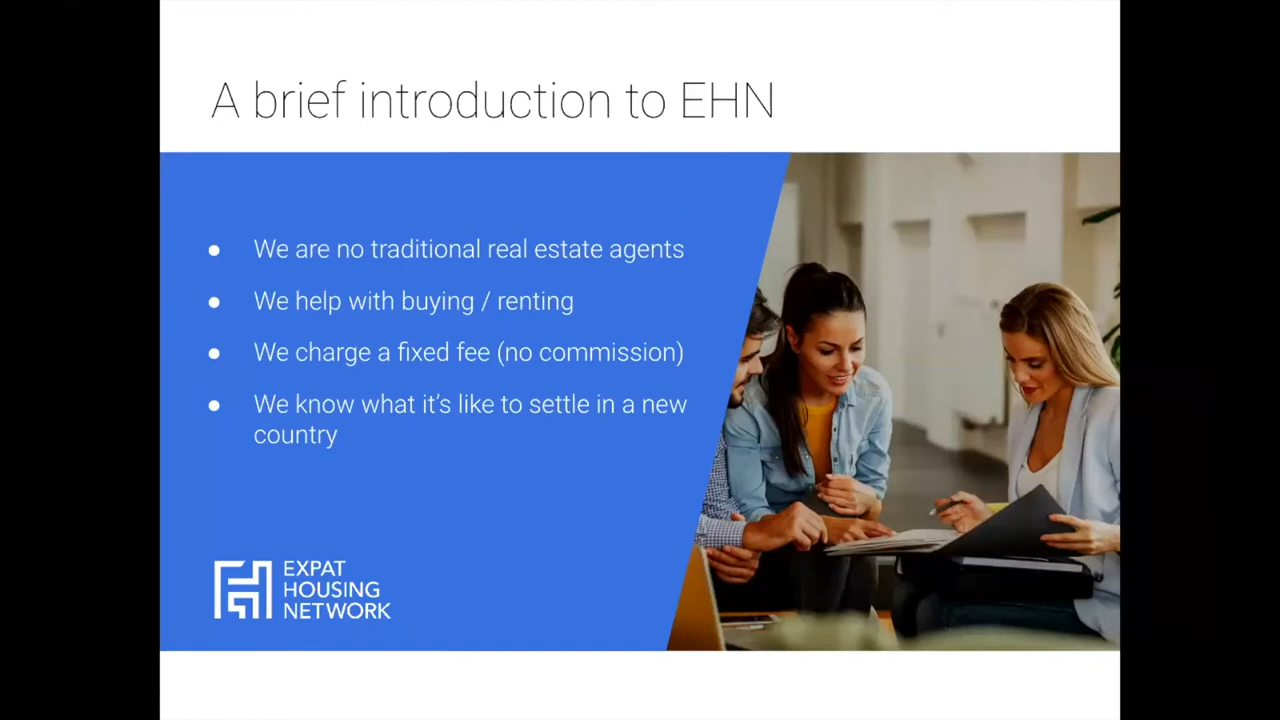 A brief introduction to EHN
● We are no traditional real estate agents
● We help with buying / renting
● We charge a fixed fee (no commission)
● We know what it’s like to settle in a new
country
EXPAT
HOUSING
NETWORK